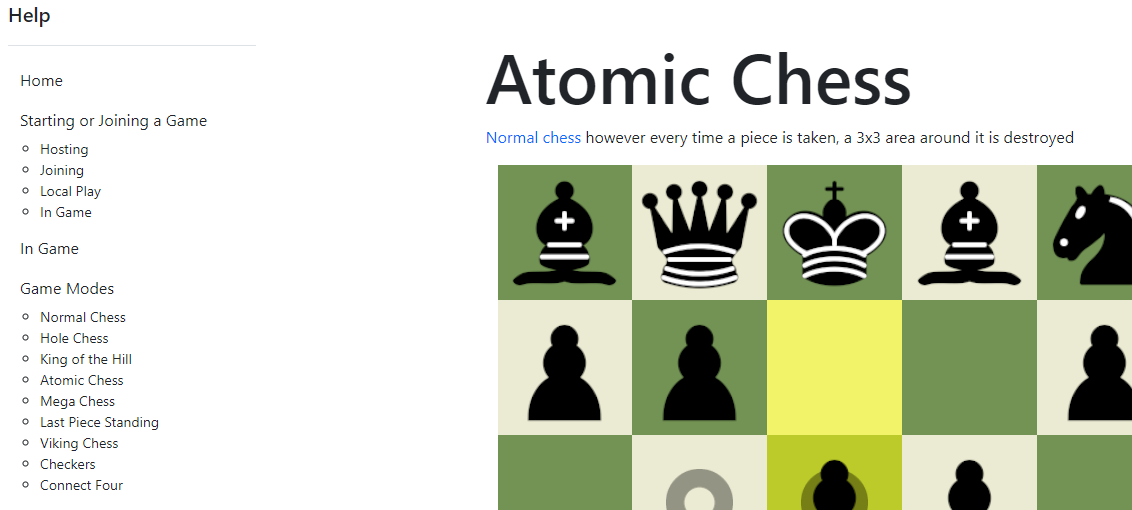 Help
Home
Starting or Joining a Game
Hosting
Joining
Local Play
In Game
In Game
Game Modes
Normal Chess
Hole Chess
King of the Hill
Atomic Chess
Mega Chess
Last Piece Standing
Viking Chess
Checkers
Connect Four
Atomic Chess
Normal chess however every time a piece is taken, a 3x3 area around it is destroyed